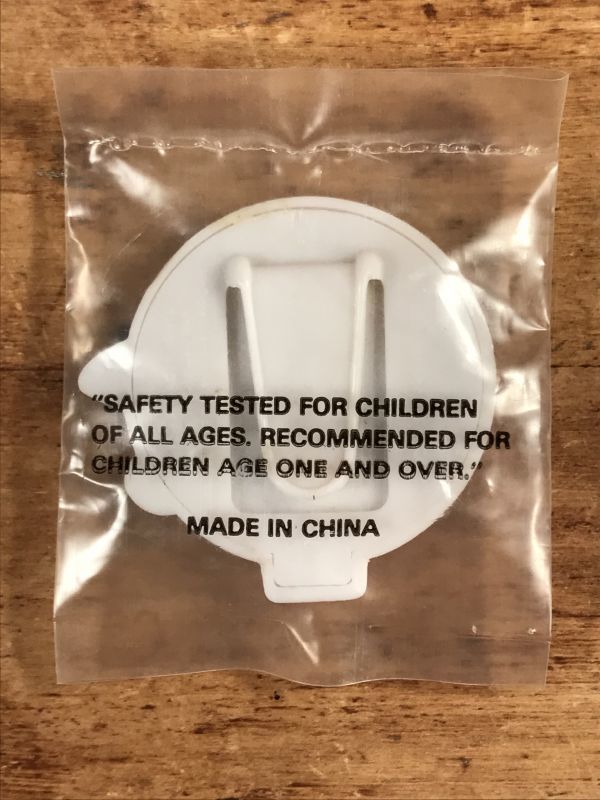 "SAFETY TESTED FOR CHILDREN
OF ALL AGES. RECOMMENDED FOR
CHILDREN AGE ONE AND OVER."
MADE IN CHINA